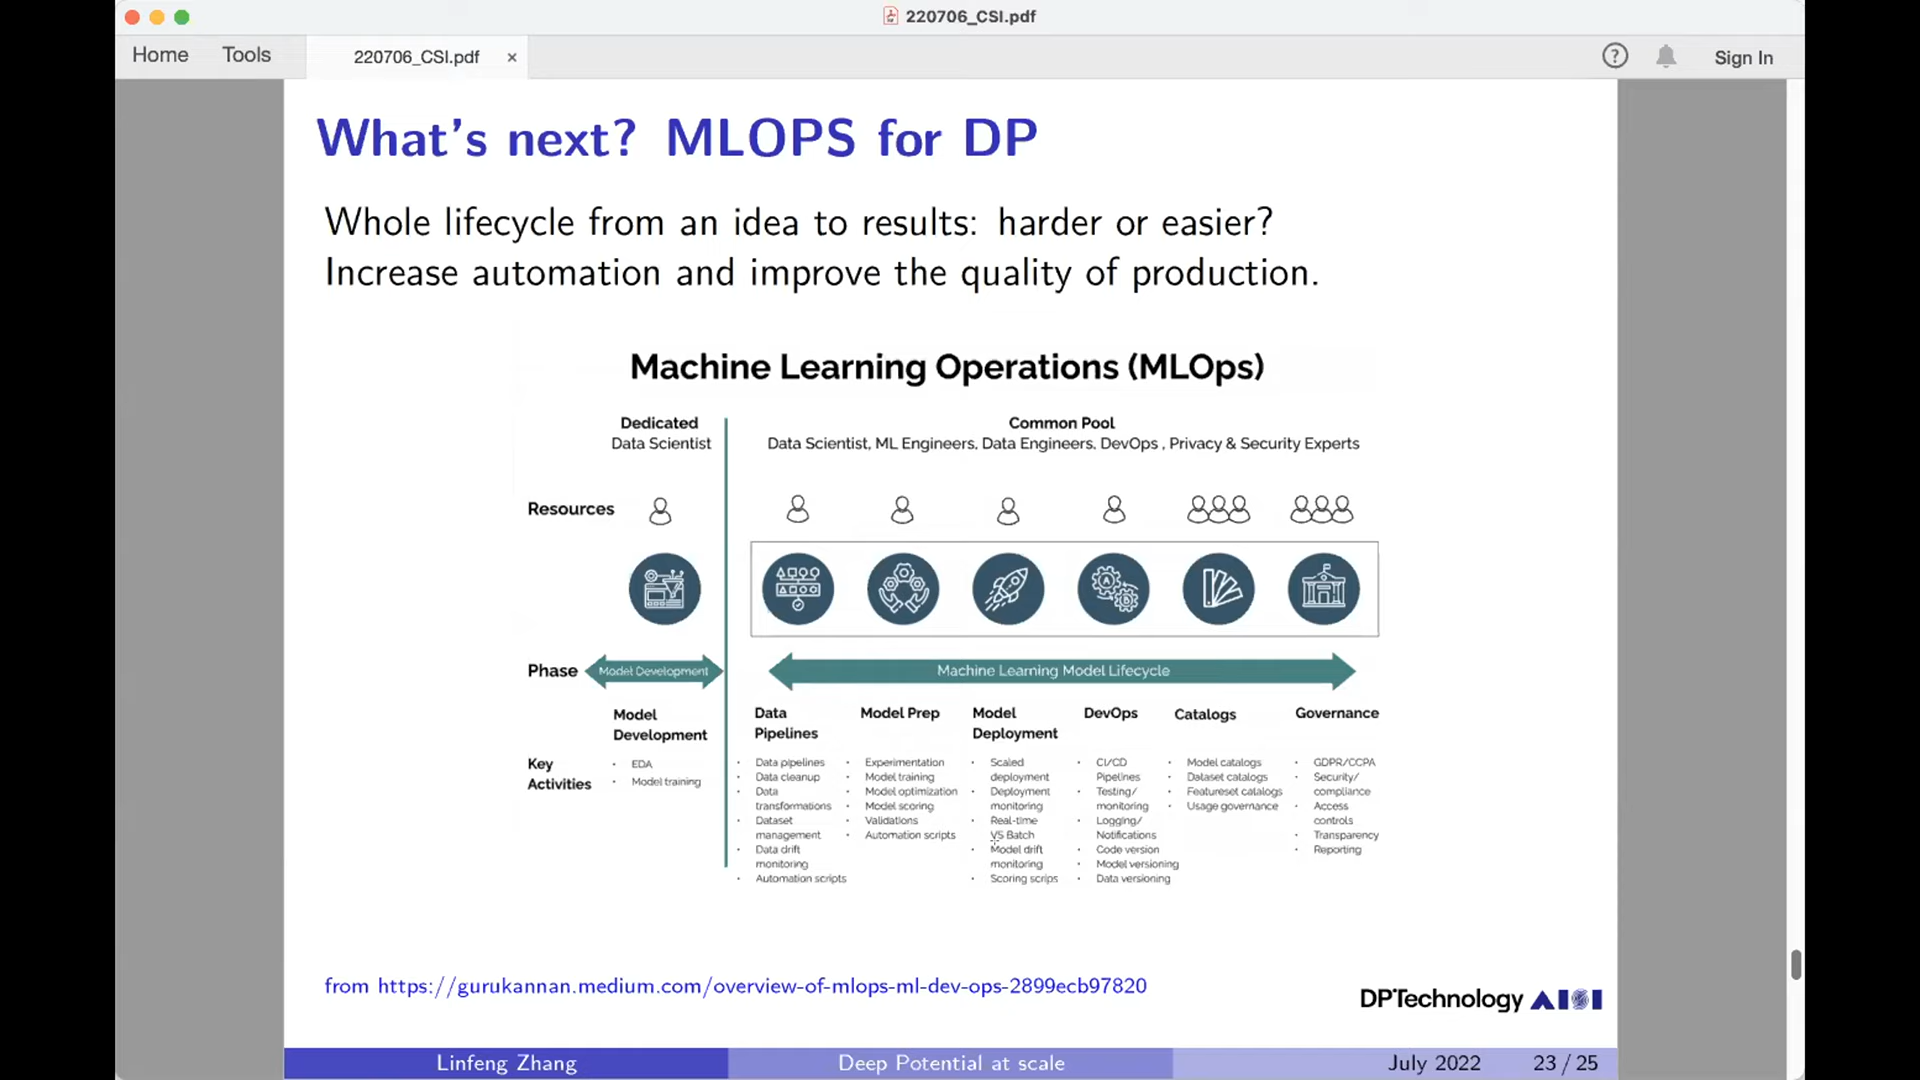 220706_CSI.pdf
Home Tools 220706_CSI.pdf × ? Sign In
What's next? MLOPS for DP
Whole lifecycle from an idea to results: harder or easier?
Increase automation and improve the quality of production.
Machine Learning Operations (MLOps)
Dedicated
Data Scientist
Common Pool
Data Scientist, ML Engineers, Data Engineers, DevOps , Privacy & Security Experts
Resources
Phase
Model Development
Machine Learning Model Lifecycle
Key
Activities
Model
Development
• EDA
• Model training
Data
Pipelines
• Data pipelines
• Data cleanup
• Data
transformations
• Dataset
management
• Data drift
monitoring
• Automation scripts
Model Prep
• Experimentation
• Model training
• Model optimization
• Model scoring
• Validations
• Automation scripts
Model
Deployment
• Scaled
deployment
• Deployment
monitoring
• Real-time
VS Batch
• Model drift
monitoring
• Scoring scrips
DevOps
• CI/CD
Pipelines
• Testing/
monitoring
• Logging/
Notifications
• Code version
• Model versioning
• Data versioning
Catalogs
• Model catalogs
• Dataset catalogs
• Featureset catalogs
• Usage governance
Governance
• GDPR/CCPA
• Security/
compliance
• Access
controls
• Transparency
• Reporting
from https://gurukannan.medium.com/overview-of-mlops-ml-dev-ops-2899ecb97820
DPTechnology AISI
Linfeng Zhang Deep Potential at scale July 2022 23 / 25